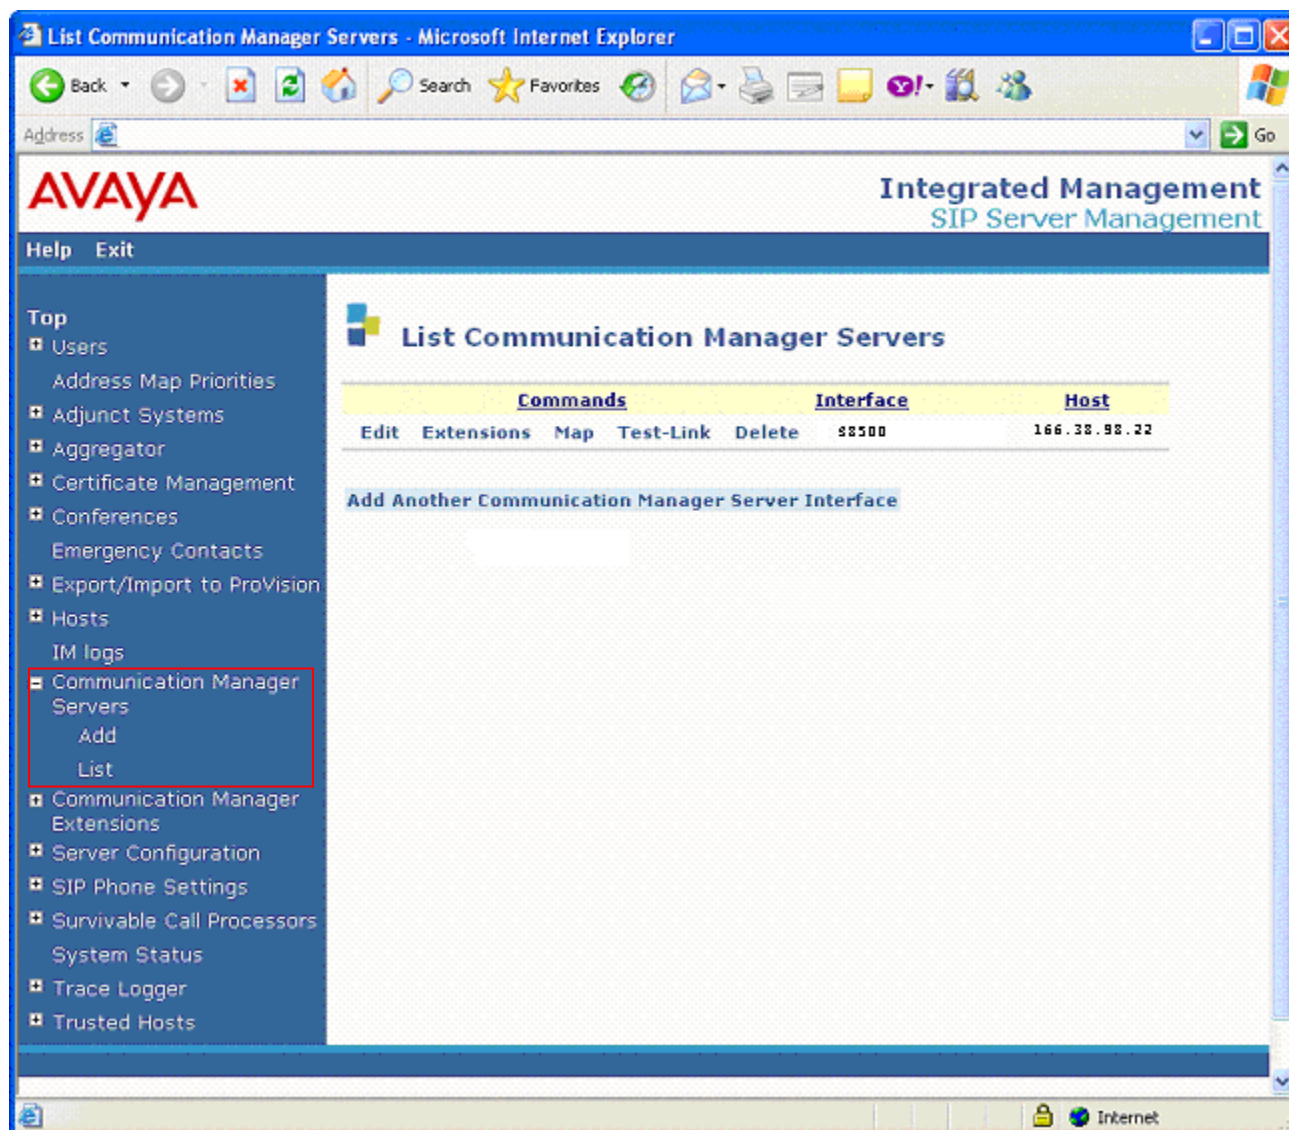 List Communication Manager Servers - Microsoft Internet Explorer
Back Search Favorites
Address Go
AVAYA
Integrated Management
SIP Server Management
Help Exit
Top
Users
Address Map Priorities
Adjunct Systems
Aggregator
Certificate Management
Conferences
Emergency Contacts
Export/Import to ProVision
Hosts
IM logs
Communication Manager
Servers
Add
List
Communication Manager
Extensions
Server Configuration
SIP Phone Settings
Survivable Call Processors
System Status
Trace Logger
Trusted Hosts
List Communication Manager Servers
Commands Interface Host
Edit Extensions Map Test-Link Delete S8500 166.38.98.22
Add Another Communication Manager Server Interface
Internet